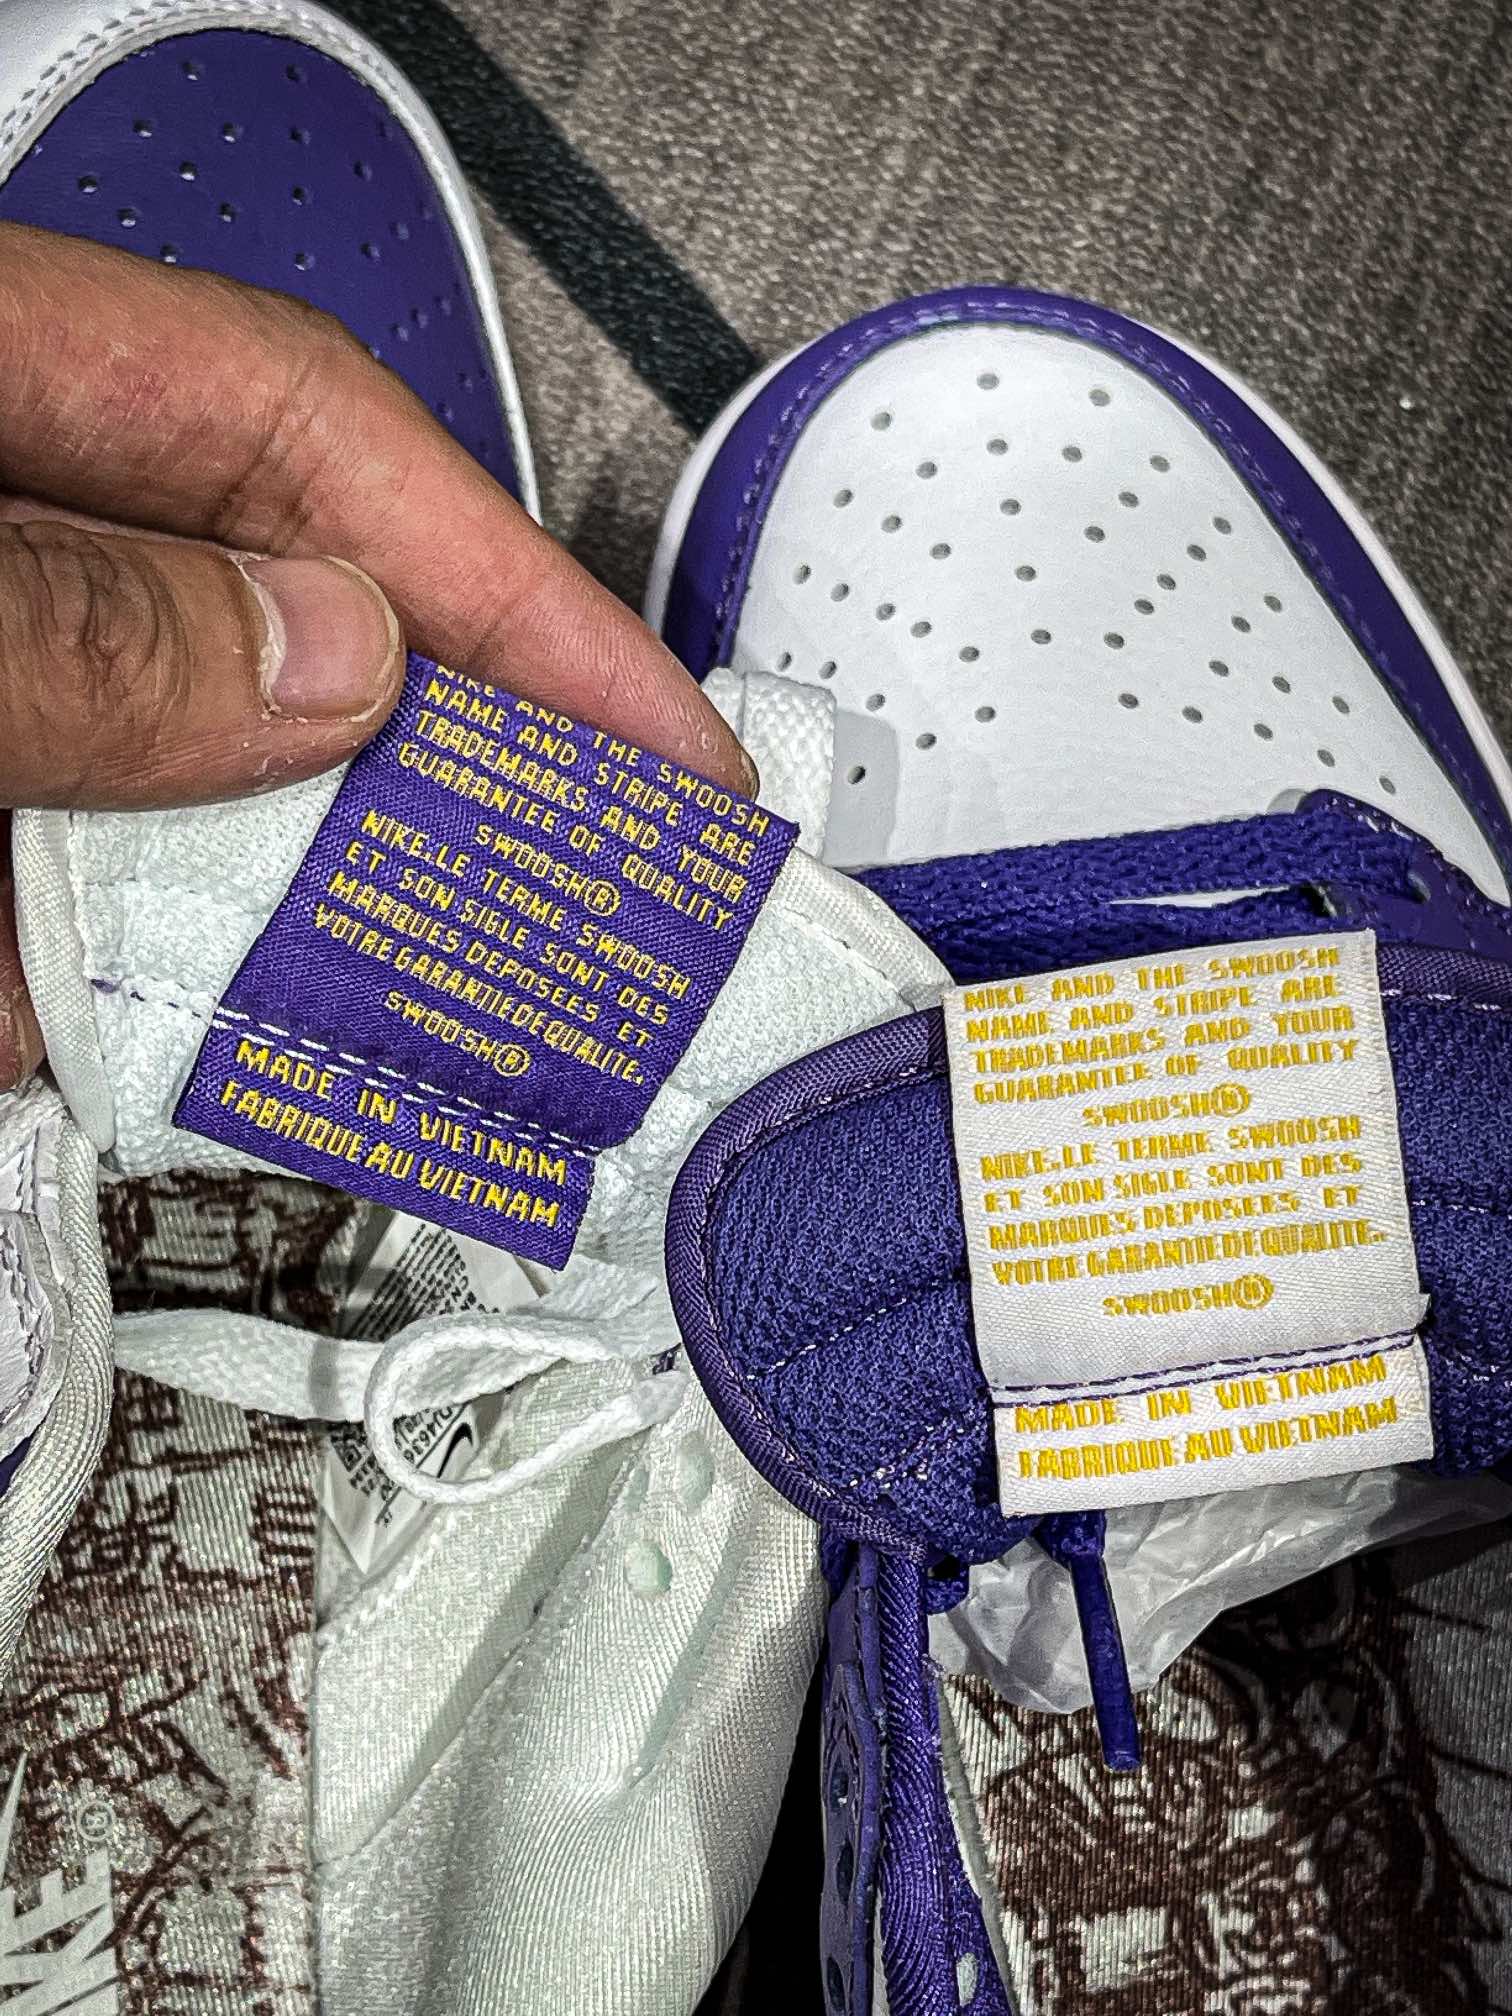 NIKE AND THE SWOOSH
NAME AND STRIPE ARE
TRADEMARKS AND YOUR
GUARANTEE OF QUALITY
SWOOSH®
NIKE.LE TERME SWOOSH
ET SON SIGLE SONT DES
MARQUES DEPOSEES ET
VOTRE GARANTIE DE QUALITE.
SWOOSH®
MADE IN VIETNAM
FABRIQUE AU VIETNAM
NIKE AND THE SWOOSH
NAME AND STRIPE ARE
TRADEMARKS AND YOUR
GUARANTEE OF QUALITY
SWOOSH®
NIKE.LE TERME SWOOSH
ET SON SIGLE SONT DES
MARQUES DEPOSEES ET
VOTRE GARANTIE DE QUALITE.
SWOOSH®
MADE IN VIETNAM
FABRIQUE AU VIETNAM
®